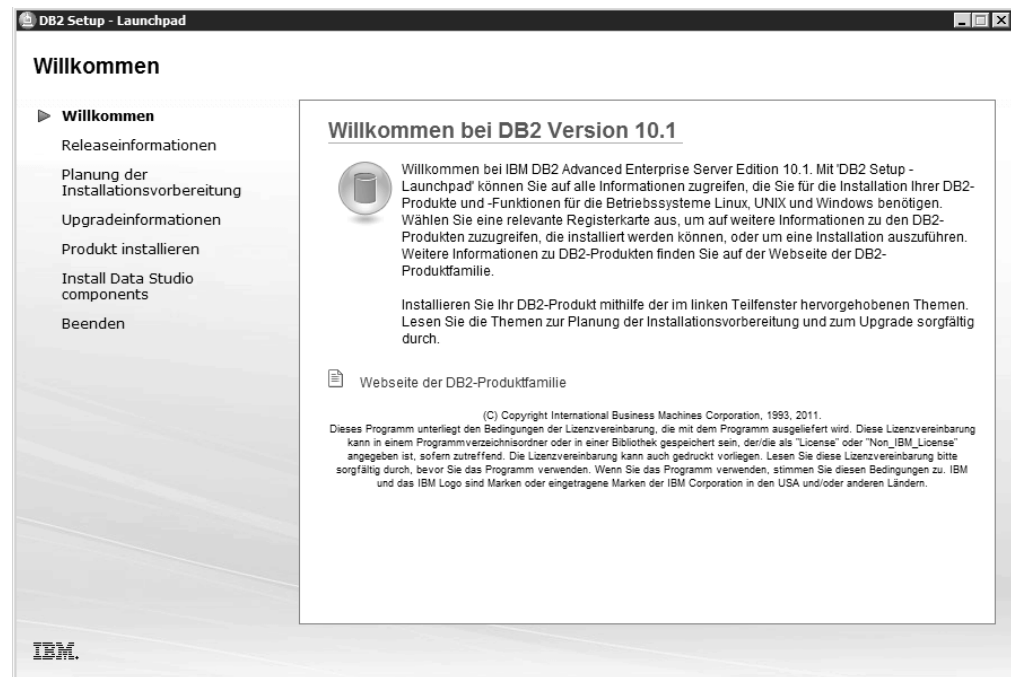 DB2 Setup - Launchpad
Willkommen
Willkommen
Releaseinformationen
Planung der
Installationsvorbereitung
Upgradeinformationen
Produkt installieren
Install Data Studio
components
Beenden
Willkommen bei DB2 Version 10.1
Willkommen bei IBM DB2 Advanced Enterprise Server Edition 10.1. Mit 'DB2 Setup -
Launchpad' können Sie auf alle Informationen zugreifen, die Sie für die Installation Ihrer DB2-
Produkte und -Funktionen für die Betriebssysteme Linux, UNIX und Windows benötigen.
Wählen Sie eine relevante Registerkarte aus, um auf weitere Informationen zu den DB2-
Produkten zuzugreifen, die installiert werden können, oder um eine Installation auszuführen.
Weitere Informationen zu DB2-Produkten finden Sie auf der Webseite der DB2-
Produktfamilie.
Installieren Sie Ihr DB2-Produkt mithilfe der im linken Teilfenster hervorgehobenen Themen.
Lesen Sie die Themen zur Planung der Installationsvorbereitung und zum Upgrade sorgfältig
durch.
Webseite der DB2-Produktfamilie
(C) Copyright International Business Machines Corporation, 1993, 2011.
Dieses Programm unterliegt den Bedingungen der Lizenzvereinbarung, die mit dem Programm ausgeliefert wird. Diese Lizenzvereinbarung
kann in einem Programmverzeichnisordner oder in einer Bibliothek gespeichert sein, der/die als "License" oder "Non_IBM_License"
angegeben ist, sofern zutreffend. Die Lizenzvereinbarung kann auch gedruckt vorliegen. Lesen Sie diese Lizenzvereinbarung bitte
sorgfältig durch, bevor Sie das Programm verwenden. Wenn Sie das Programm verwenden, stimmen Sie diesen Bedingungen zu. IBM
und das IBM Logo sind Marken oder eingetragene Marken der IBM Corporation in den USA und/oder anderen Ländern.
IBM.